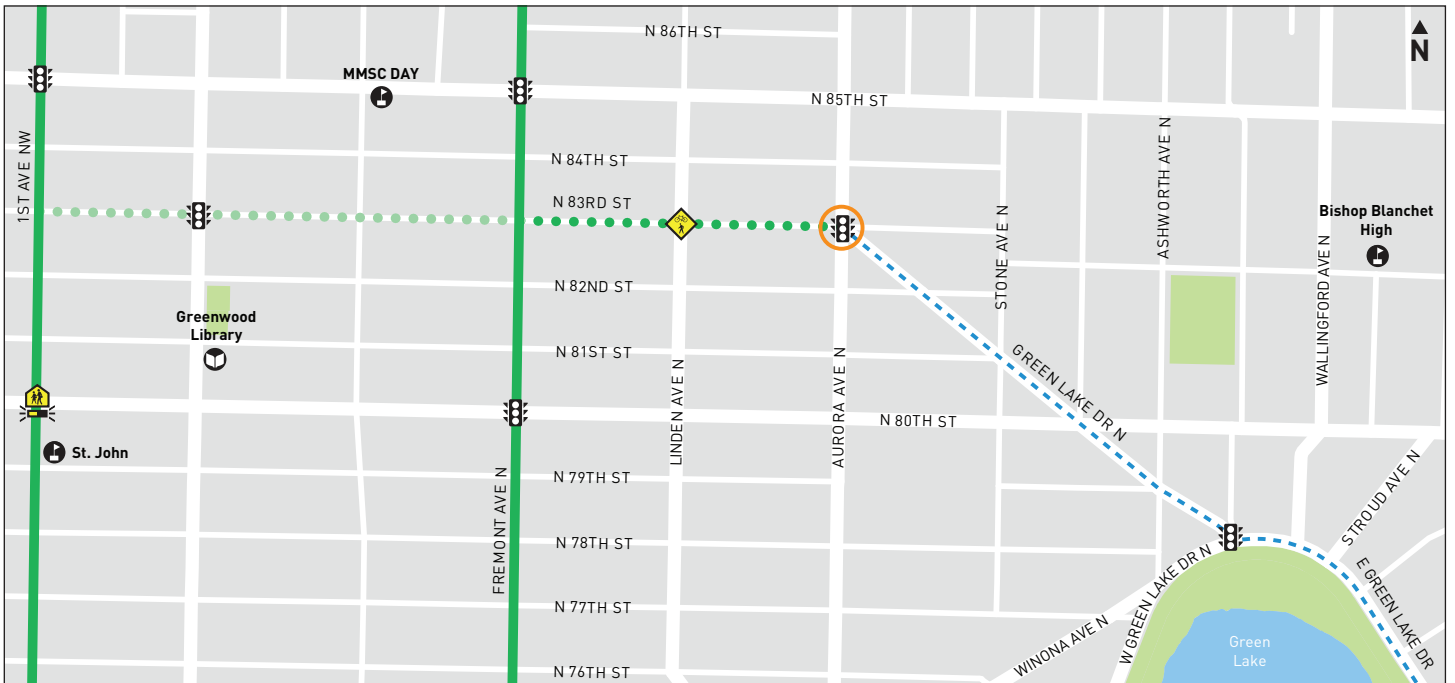 N 86TH ST
N
MMSC DAY
N 85TH ST
1ST AVE NW
N 84TH ST
ASHWORTH AVE N
N 83RD ST
Bishop Blanchet
High
STONE AVE N
WALLINGFORD AVE N
N 82ND ST
Greenwood
Library
N 81ST ST
GREEN LAKE DR N
LINDEN AVE N
AURORA AVE N
N 80TH ST
St. John
N 79TH ST
FREMONT AVE N
STROUD AVE N
N 78TH ST
W GREEN LAKE DR N
E GREEN LAKE DR
N 77TH ST
WINONA AVE N
Green
Lake
N 76TH ST